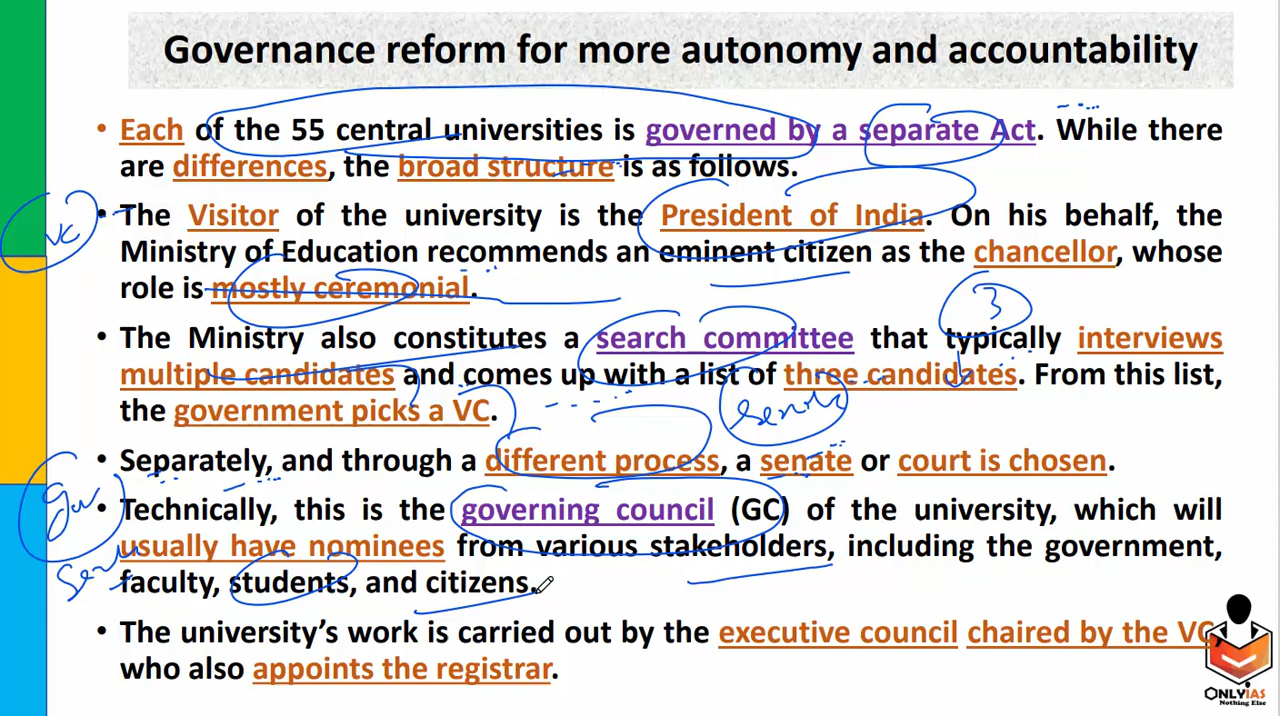 Governance reform for more autonomy and accountability
• Each of the 55 central universities is governed by a separate Act. While there
are differences, the broad structure is as follows.
• The Visitor of the university is the President of India. On his behalf, the
Ministry of Education recommends an eminent citizen as the chancellor, whose
role is mostly ceremonial.
VC
• The Ministry also constitutes a search committee that typically interviews
3
multiple candidates and comes up with a list of three candidates. From this list,
the government picks a VC.
• Separately, and through a different process, a senate or court is chosen.
• Technically, this is the governing council (GC) of the university, which will
usually have nominees from various stakeholders, including the government,
faculty, students, and citizens.
• The university's work is carried out by the executive council chaired by the VC,
who also appoints the registrar.
ONLYIAS
Nothing Else